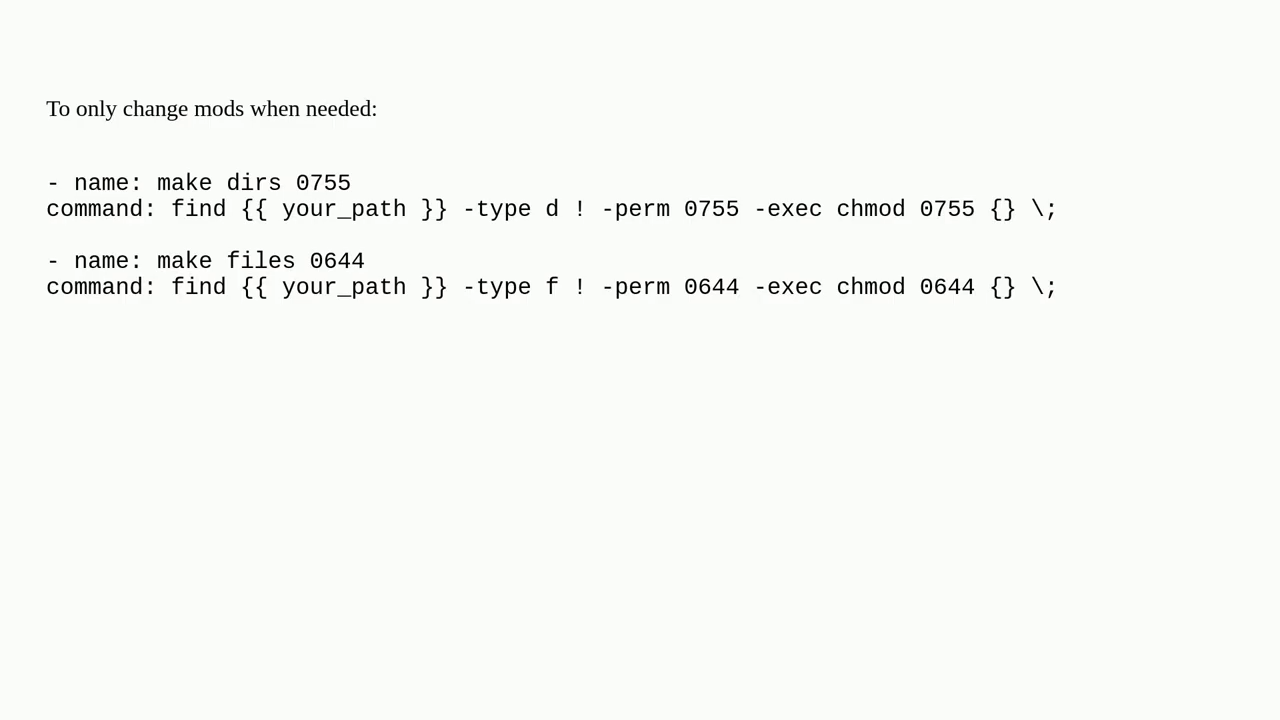 To only change mods when needed:
- name: make dirs 0755
command: find {{ your_path }} -type d ! -perm 0755 -exec chmod 0755 {} \;
- name: make files 0644
command: find {{ your_path }} -type f ! -perm 0644 -exec chmod 0644 {} \;